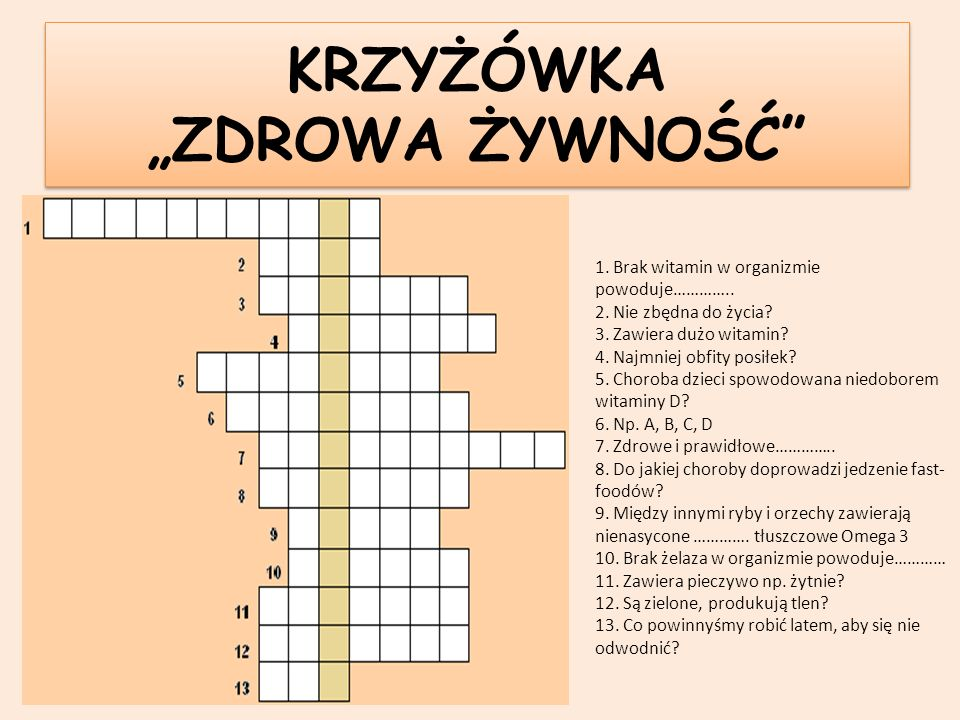 KRZYŻÓWKA
„ZDROWA ŻYWNOŚĆ”
1
2
3
4
5
6
7
8
9
10
11
12
13
1. Brak witamin w organizmie
powoduje…………..
2. Nie zbędna do życia?
3. Zawiera dużo witamin?
4. Najmniej obfity posiłek?
5. Choroba dzieci spowodowana niedoborem
witaminy D?
6. Np. A, B, C, D
7. Zdrowe i prawidłowe…………..
8. Do jakiej choroby doprowadzi jedzenie fast-
foodów?
9. Między innymi ryby i orzechy zawierają
nienasycone …………. tłuszczowe Omega 3
10. Brak żelaza w organizmie powoduje…………
11. Zawiera pieczywo np. żytnie?
12. Są zielone, produkują tlen?
13. Co powinnyśmy robić latem, aby się nie
odwodnić?